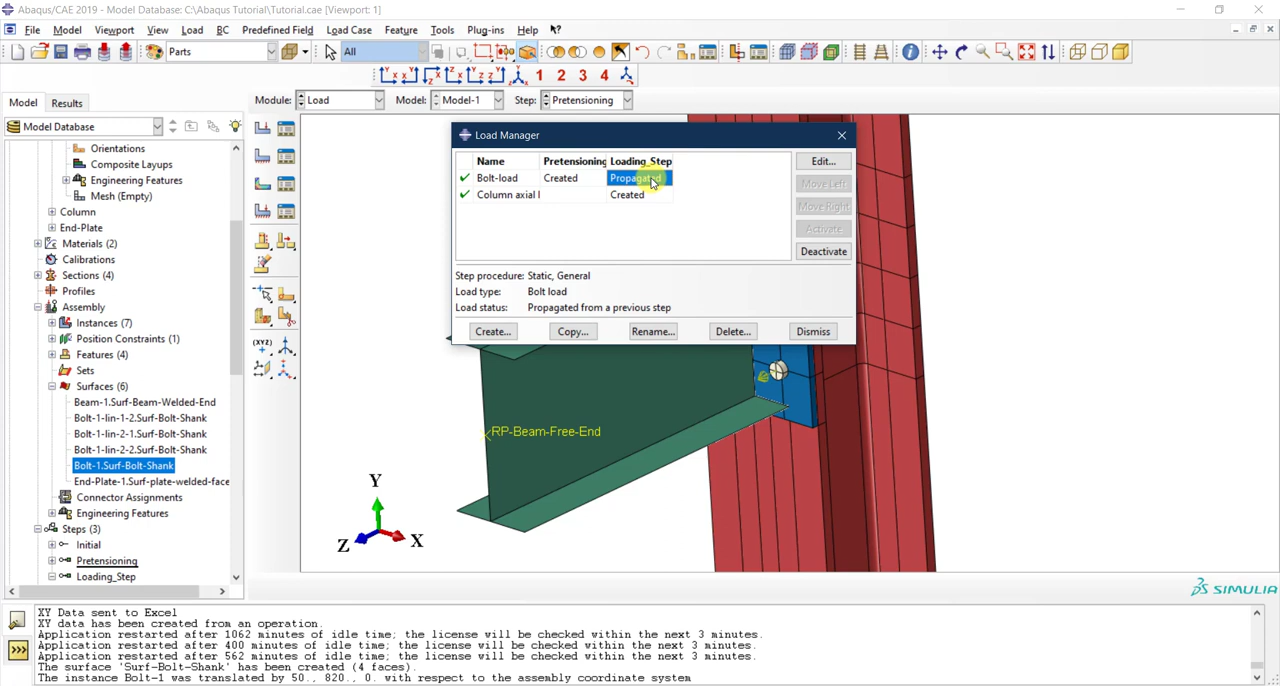 Abaqus/CAE 2019 - Model Database: C:\Abaqus Tutorial\Tutorial.cae [Viewport: 1]
File Model Viewport View Load BC Predefined Field Load Case Feature Tools Plug-ins Help
Parts All
1 2 3 4
Model Results Module: Load Model: Model-1 Step: Pretensioning
Model Database
Orientations
Composite Layups
Engineering Features
Mesh (Empty)
Column
End-Plate
Materials (2)
Calibrations
Sections (4)
Profiles
Assembly
Instances (7)
Position Constraints (1)
Features (4)
Sets
Surfaces (6)
Beam-1.Surf-Beam-Welded-End
Bolt-1-lin-1-2.Surf-Bolt-Shank
Bolt-1-lin-2-1.Surf-Bolt-Shank
Bolt-1-lin-2-2.Surf-Bolt-Shank
Bolt-1.Surf-Bolt-Shank
End-Plate-1.Surf-plate-welded-face
Connector Assignments
Engineering Features
Steps (3)
Initial
Pretensioning
Loading_Step
Load Manager
Name Pretensioning Loading_Step
Bolt-load Created Propagated
Column axial l Created
Edit...
Move Left
Move Right
Activate
Deactivate
Step procedure: Static, General
Load type: Bolt load
Load status: Propagated from a previous step
Create... Copy... Rename... Delete... Dismiss
RP-Beam-Free-End
Y
Z X
SIMULIA
XY Data sent to Excel
XY data has been created from an operation.
Application restarted after 1062 minutes of idle time; the license will be checked within the next 3 minutes.
Application restarted after 400 minutes of idle time; the license will be checked within the next 3 minutes.
Application restarted after 562 minutes of idle time; the license will be checked within the next 3 minutes.
The surface 'Surf-Bolt-Shank' has been created (4 faces).
The instance Bolt-1 was translated by 50., 820., 0. with respect to the assembly coordinate system